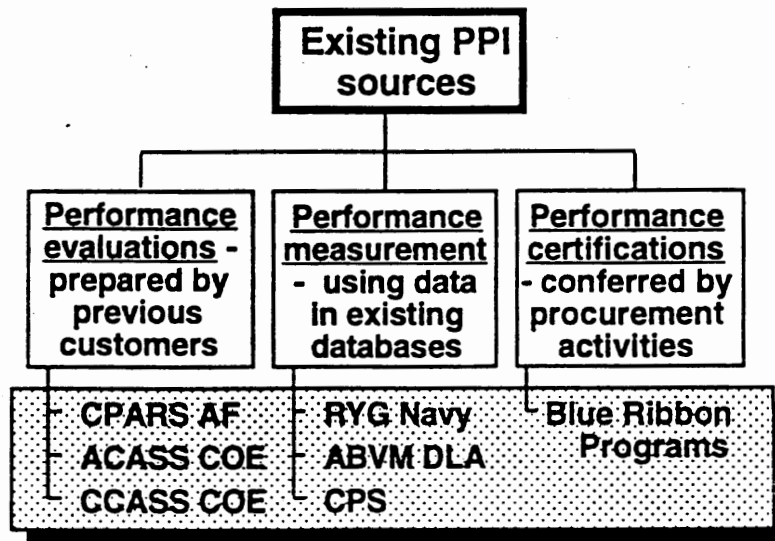 Existing PPI
sources
Performance
evaluations -
prepared by
previous
customers
Performance
measurement
- using data
in existing
databases
Performance
certifications
- conferred by
procurement
activities
CPARS AF
ACASS COE
CCASS COE
RYG Navy
ABVM DLA
CPS
Blue Ribbon
Programs